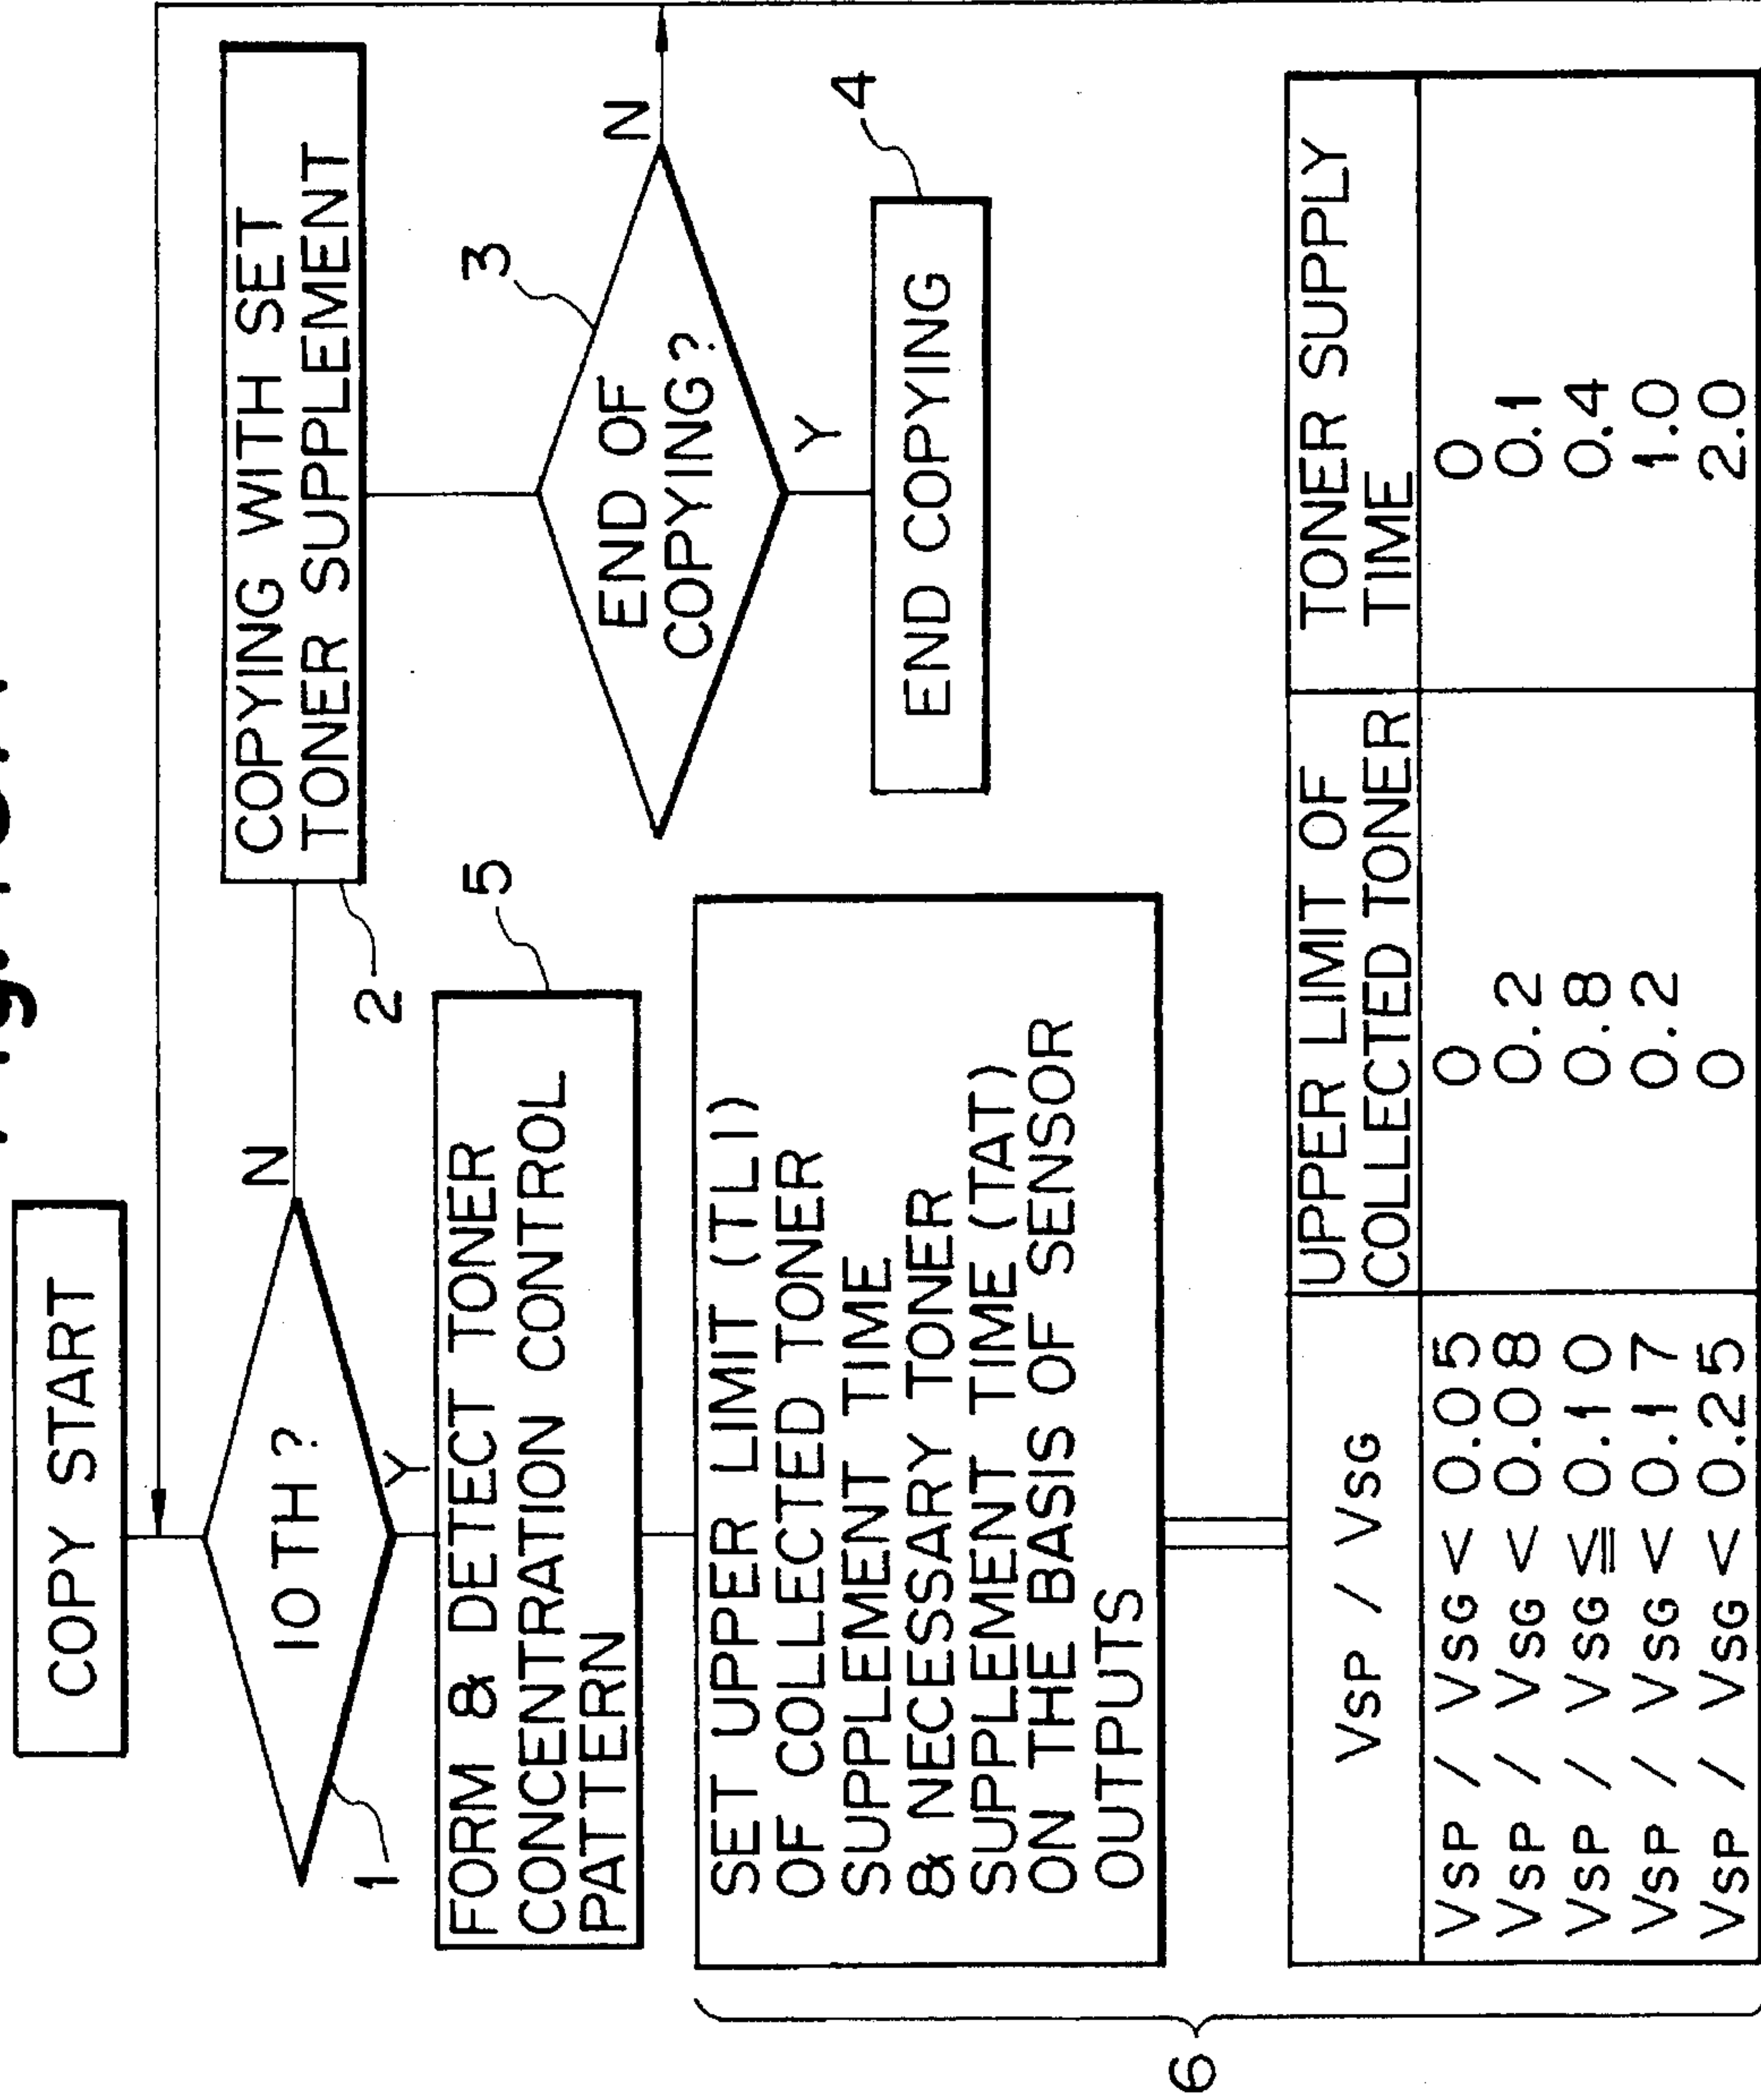 COPY START
10 TH ?
N
Y
1
COPYING WITH SET
TONER SUPPLEMENT
2
END OF
COPYING?
3
N
Y
END COPYING
4
FORM & DETECT TONER
CONCENTRATION CONTROL
PATTERN
5
SET UPPER LIMIT (TL1)
OF COLLECTED TONER
SUPPLEMENT TIME
& NECESSARY TONER
SUPPLEMENT TIME (TAT)
ON THE BASIS OF SENSOR
OUTPUTS
6
VSP / VSG UPPER LIMIT OF COLLECTED TONER TONER SUPPLY TIME
VSP / VSG < 0.05 0 0
VSP / VSG < 0.08 0.2 0.1
VSP / VSG ≦ 0.10 0.8 0.4
VSP / VSG < 0.17 0.2 1.0
VSP / VSG < 0.25 0 2.0